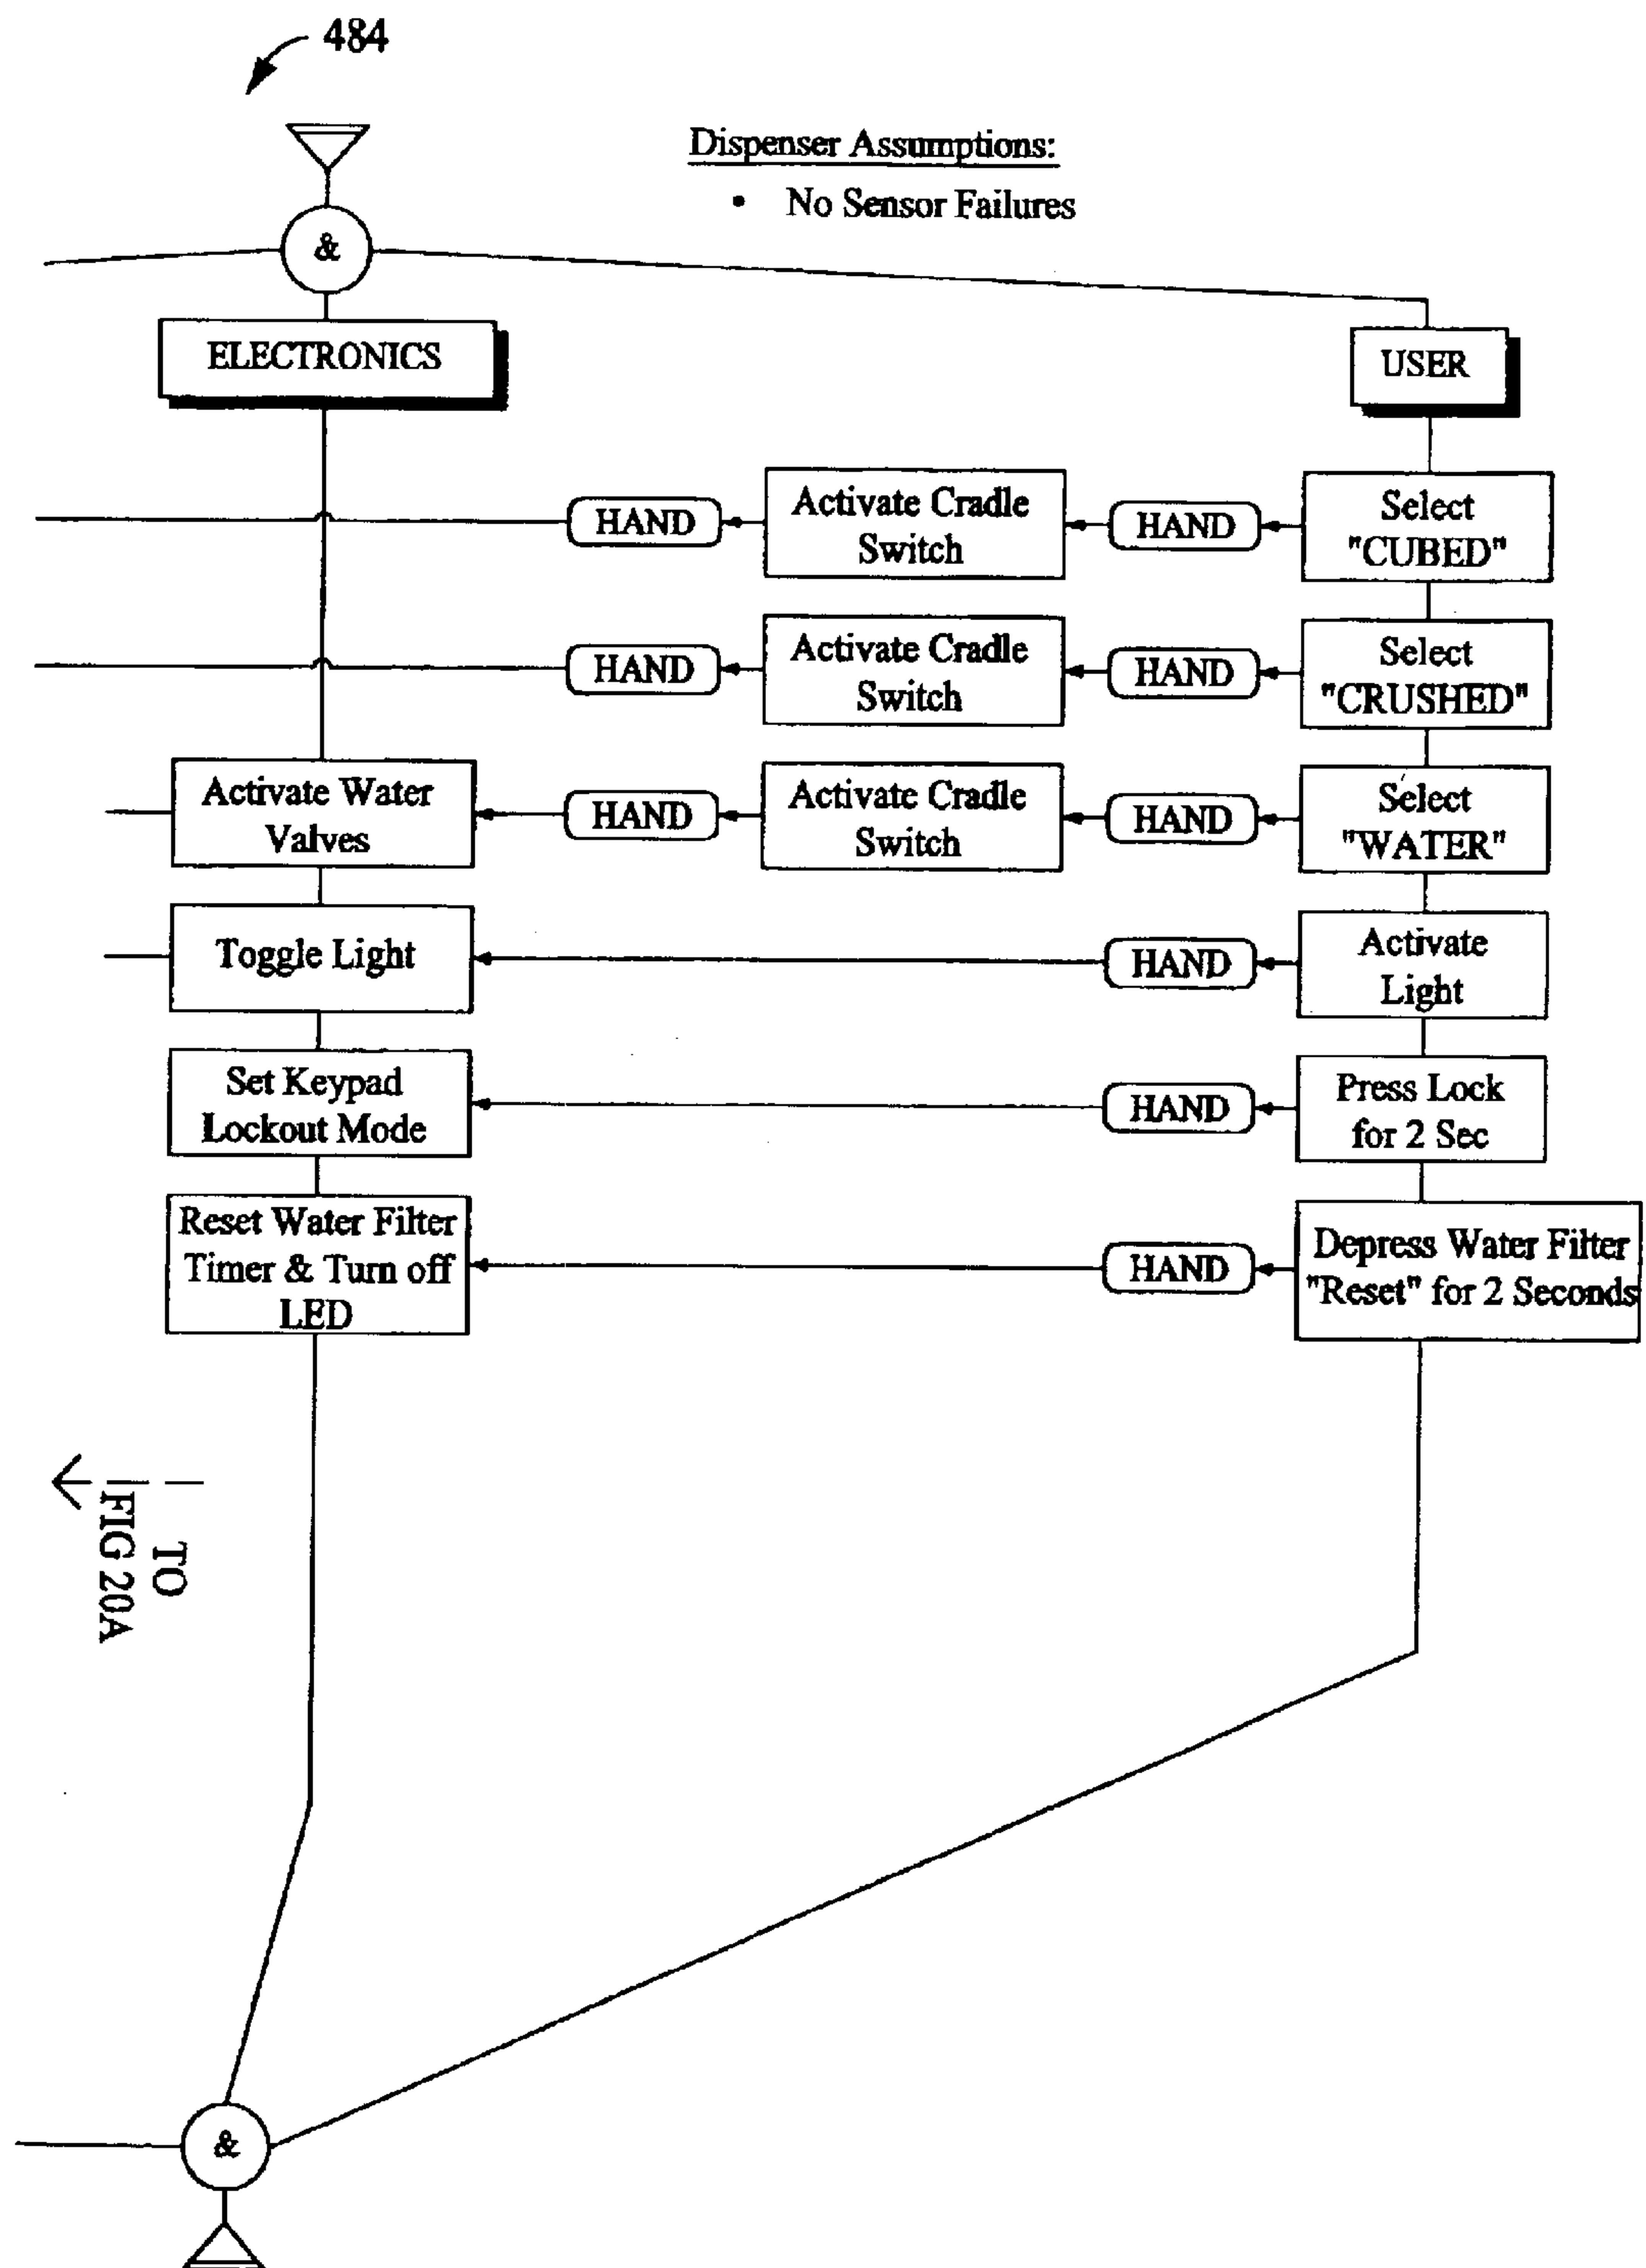 484
Dispenser Assumptions:
• No Sensor Failures
&
ELECTRONICS
USER
HAND
Activate Cradle
Switch
HAND
Select
"CUBED"
HAND
Activate Cradle
Switch
HAND
Select
"CRUSHED"
Activate Water
Valves
HAND
Activate Cradle
Switch
HAND
Select
"WATER"
Toggle Light
HAND
Activate
Light
Set Keypad
Lockout Mode
HAND
Press Lock
for 2 Sec
Reset Water Filter
Timer & Turn off
LED
HAND
Depress Water Filter
"Reset" for 2 Seconds
TO
FIG 20A
&